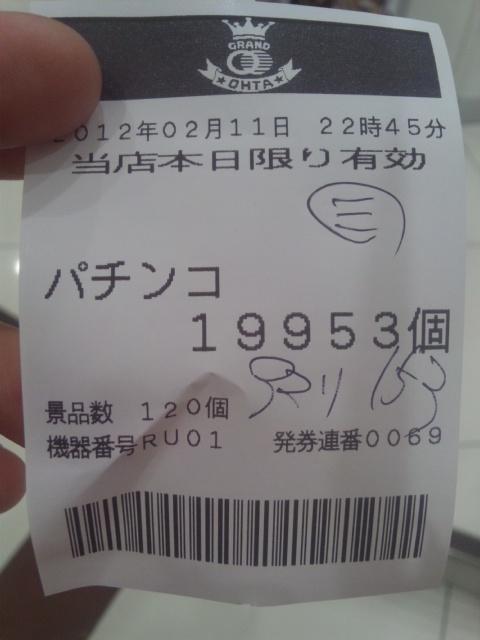 GRAND
OHTA
2012年02月11日 22時45分
当店本日限り有効
三
パチンコ
19953個
景品数 120個
機器番号RU01 発券連番0069